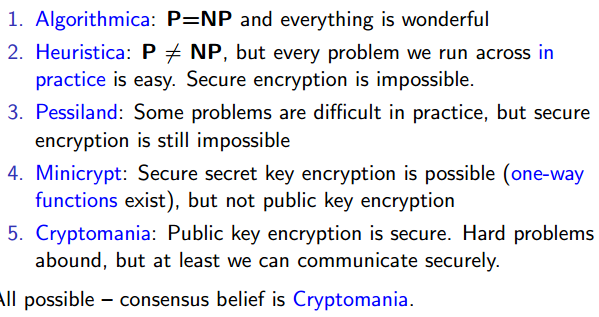 1. Algorithmica: P=NP and everything is wonderful
2. Heuristica: P ≠ NP, but every problem we run across in
practice is easy. Secure encryption is impossible.
3. Pessiland: Some problems are difficult in practice, but secure
encryption is still impossible
4. Minicrypt: Secure secret key encryption is possible (one-way
functions exist), but not public key encryption
5. Cryptomania: Public key encryption is secure. Hard problems
abound, but at least we can communicate securely.
All possible – consensus belief is Cryptomania.